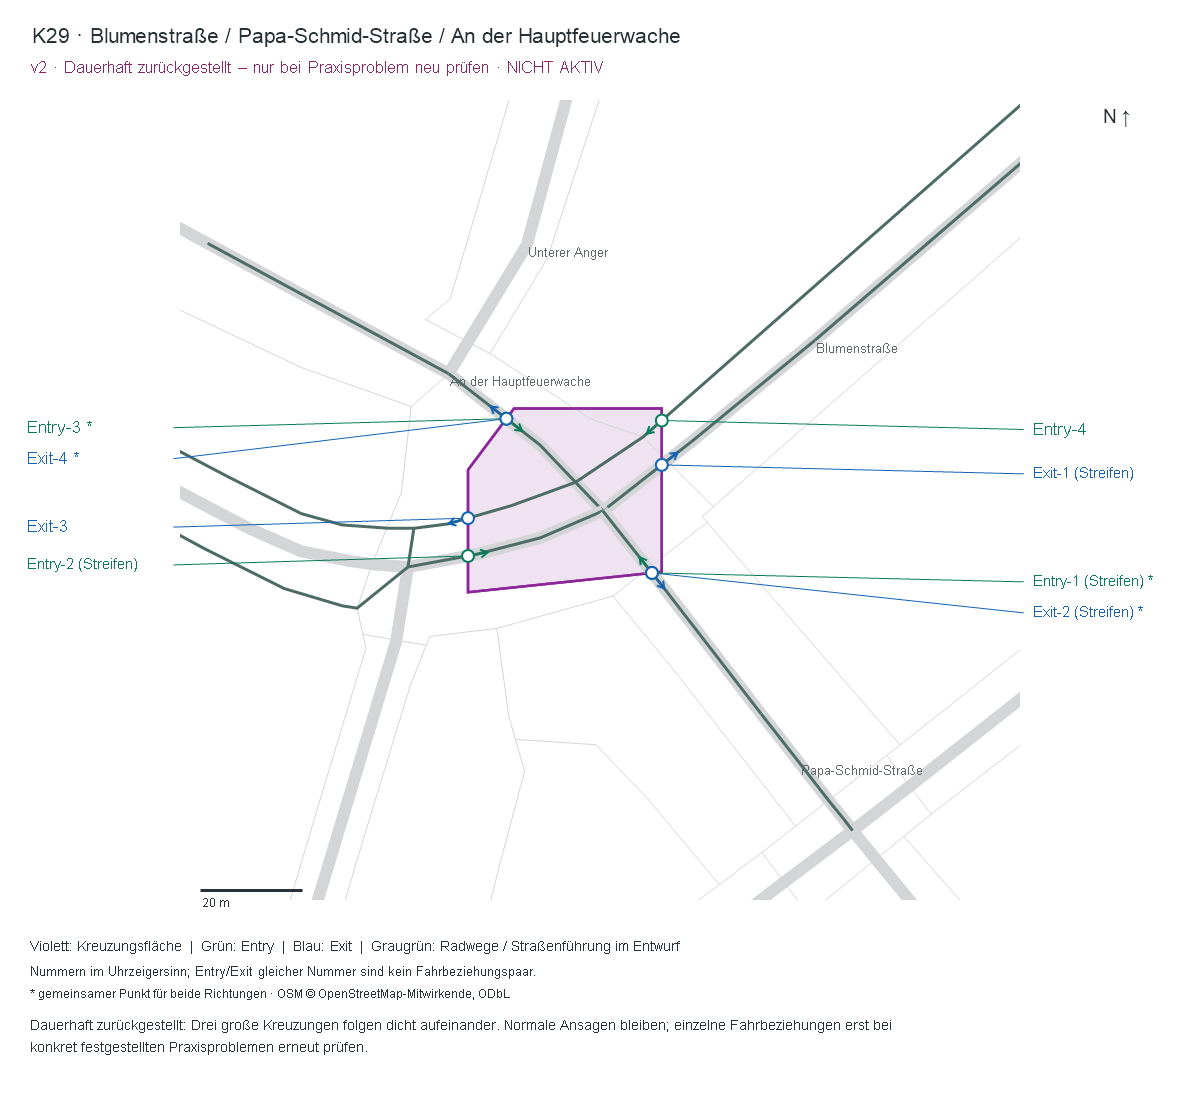 K29 · Blumenstraße / Papa-Schmid-Straße / An der Hauptfeuerwache
v2 · Dauerhaft zurückgestellt – nur bei Praxisproblem neu prüfen · NICHT AKTIV
N ↑
Unterer Anger
Blumenstraße
An der Hauptfeuerwache
Entry-3 *
Exit-4 *
Entry-4
Exit-1 (Streifen)
Exit-3
Entry-2 (Streifen)
Entry-1 (Streifen) *
Exit-2 (Streifen) *
Papa-Schmid-Straße
20 m
Violett: Kreuzungsfläche | Grün: Entry | Blau: Exit | Graugrün: Radwege / Straßenführung im Entwurf
Nummern im Uhrzeigersinn; Entry/Exit gleicher Nummer sind kein Fahrbeziehungspaar.
* gemeinsamer Punkt für beide Richtungen · OSM © OpenStreetMap-Mitwirkende, ODbL
Dauerhaft zurückgestellt: Drei große Kreuzungen folgen dicht aufeinander. Normale Ansagen bleiben; einzelne Fahrbeziehungen erst bei
konkret festgestellten Praxisproblemen erneut prüfen.